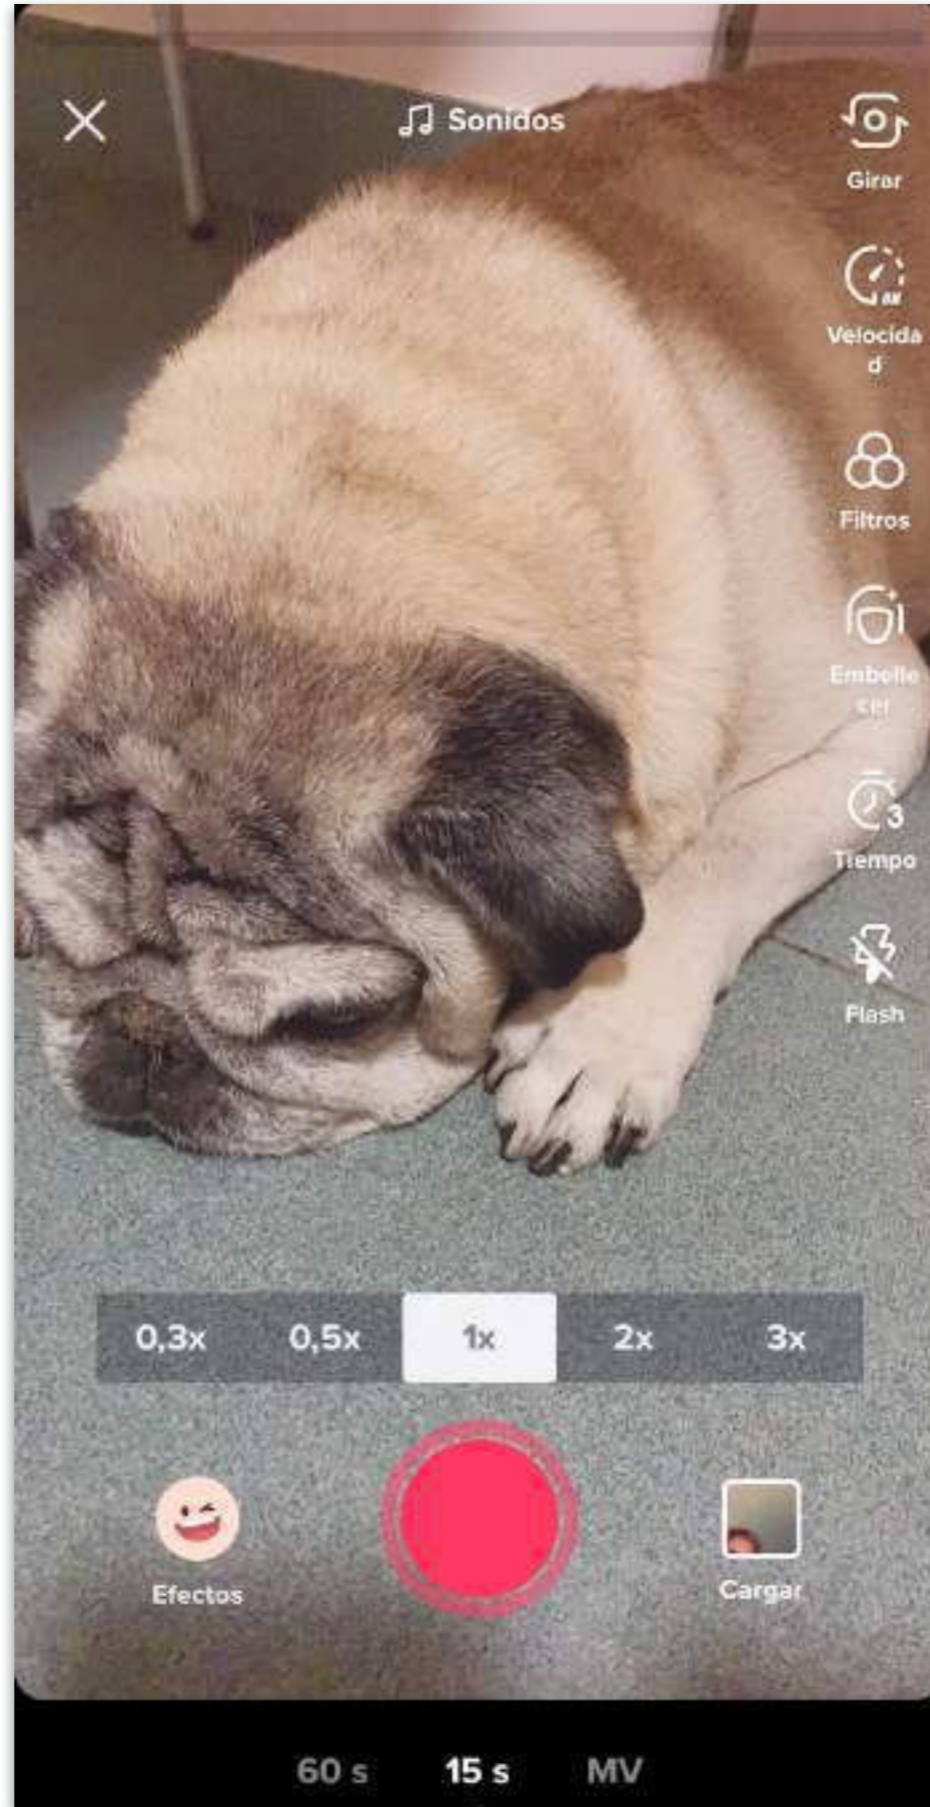 Sonidos
Girar
Velocida
d
Filtros
Embelle
cer
3
Tiempo
Flash
0,3x
0,5x
1x
2x
3x
Efectos
Cargar
60 s
15 s
MV